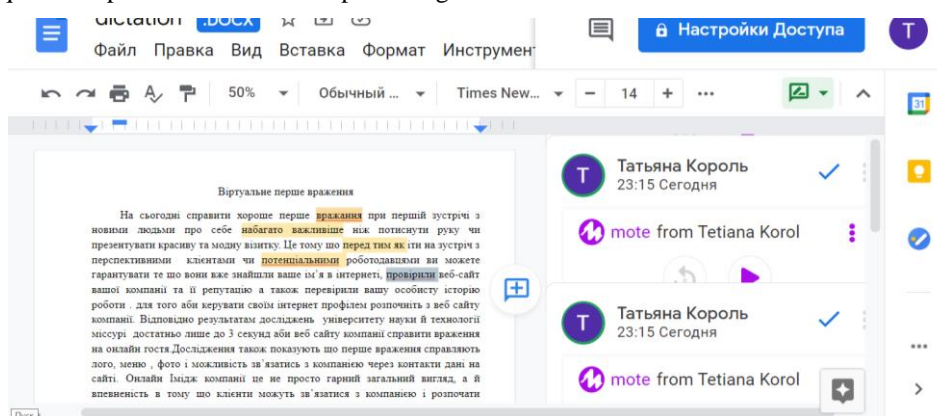 dictation .DOCX
Файл Правка Вид Вставка Формат Инструмен
Настройки Доступа
T
50% Обычный ... Times New... 14
31
Татьяна Король
23:15 Сегодня
mote from Tetiana Korol
Татьяна Король
23:15 Сегодня
mote from Tetiana Korol
Віртуальне перше враження
На сьогодні справити хороше перше вражання при першій зустрічі з
новими людьми про себе набагато важливіше ніж потиснути руку чи
презентувати красиву та модну візитку. Це тому що перед тим як іти на зустріч з
перспективними клієнтами чи потенціальними роботодавцями ви можете
гарантувати те що вони вже знайшли ваше ім'я в інтернеті, провірили веб-сайт
вашої компанії та її репутацію а також перевірили вашу особисту історію
роботи . для того аби керувати своїм інтернет профілем розпочніть з веб сайту
компанії. Відповідно результатам досліджень університету науки й технології
міссурі достатньо лише до 3 секунд аби веб сайту компанії справити враження
на онлайн гостя.Дослідження також показують що перше враження справляють
лого, меню , фото і можливість зв'язатись з компанією через контакти дані на
сайті. Онлайн Імідж компанії це не просто гарний загальний вигляд, а й
впевненість в тому що клієнти можуть зв'язатися з компанією і розпочати